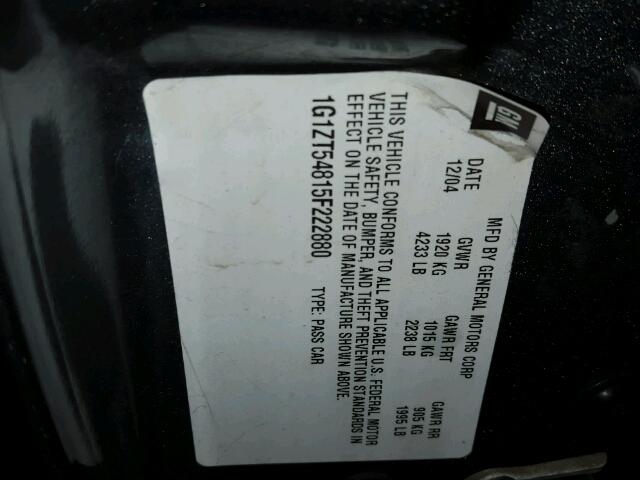 GM
MFD BY GENERAL MOTORS CORP
DATE GVWR GAWR FRT GAWR RR
12/04 1920 KG 1015 KG 905 KG
4233 LB 2238 LB 1995 LB
THIS VEHICLE CONFORMS TO ALL APPLICABLE U.S. FEDERAL MOTOR
VEHICLE SAFETY, BUMPER, AND THEFT PREVENTION STANDARDS IN
EFFECT ON THE DATE OF MANUFACTURE SHOWN ABOVE.
1G1ZT54815F222880 TYPE: PASS CAR